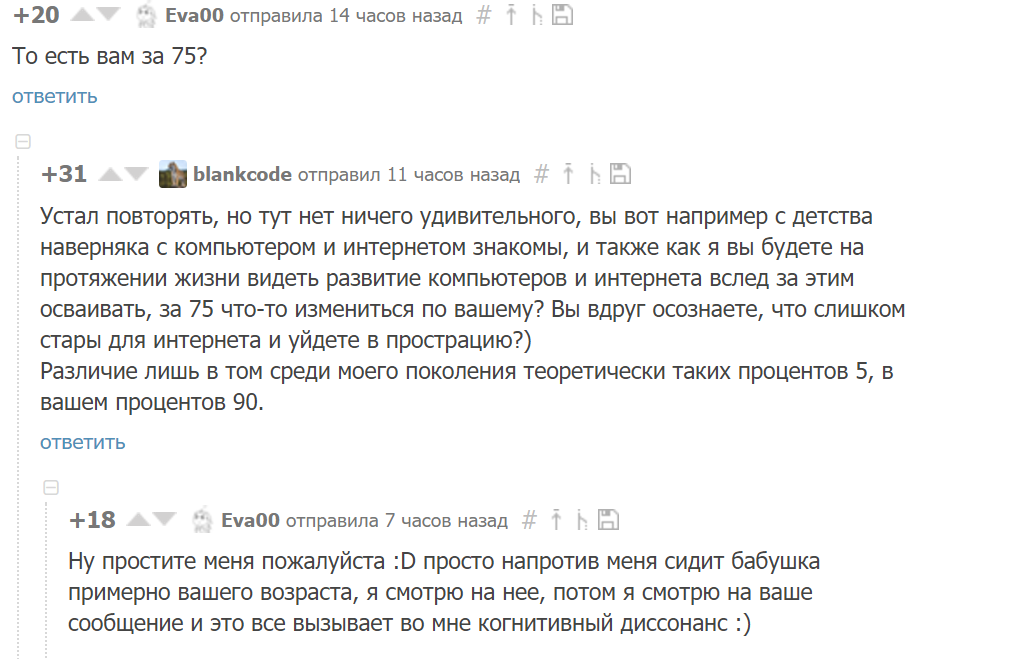 +20 Eva00 отправила 14 часов назад #
То есть вам за 75?
ответить
+31 blankcode отправил 11 часов назад #
Устал повторять, но тут нет ничего удивительного, вы вот например с детства
наверняка с компьютером и интернетом знакомы, и также как я вы будете на
протяжении жизни видеть развитие компьютеров и интернета вслед за этим
осваивать, за 75 что-то измениться по вашему? Вы вдруг осознаете, что слишком
стары для интернета и уйдете в прострацию?)
Различие лишь в том среди моего поколения теоретически таких процентов 5, в
вашем процентов 90.
ответить
+18 Eva00 отправила 7 часов назад #
Ну простите меня пожалуйста :D просто напротив меня сидит бабушка
примерно вашего возраста, я смотрю на нее, потом я смотрю на ваше
сообщение и это все вызывает во мне когнитивный диссонанс :)